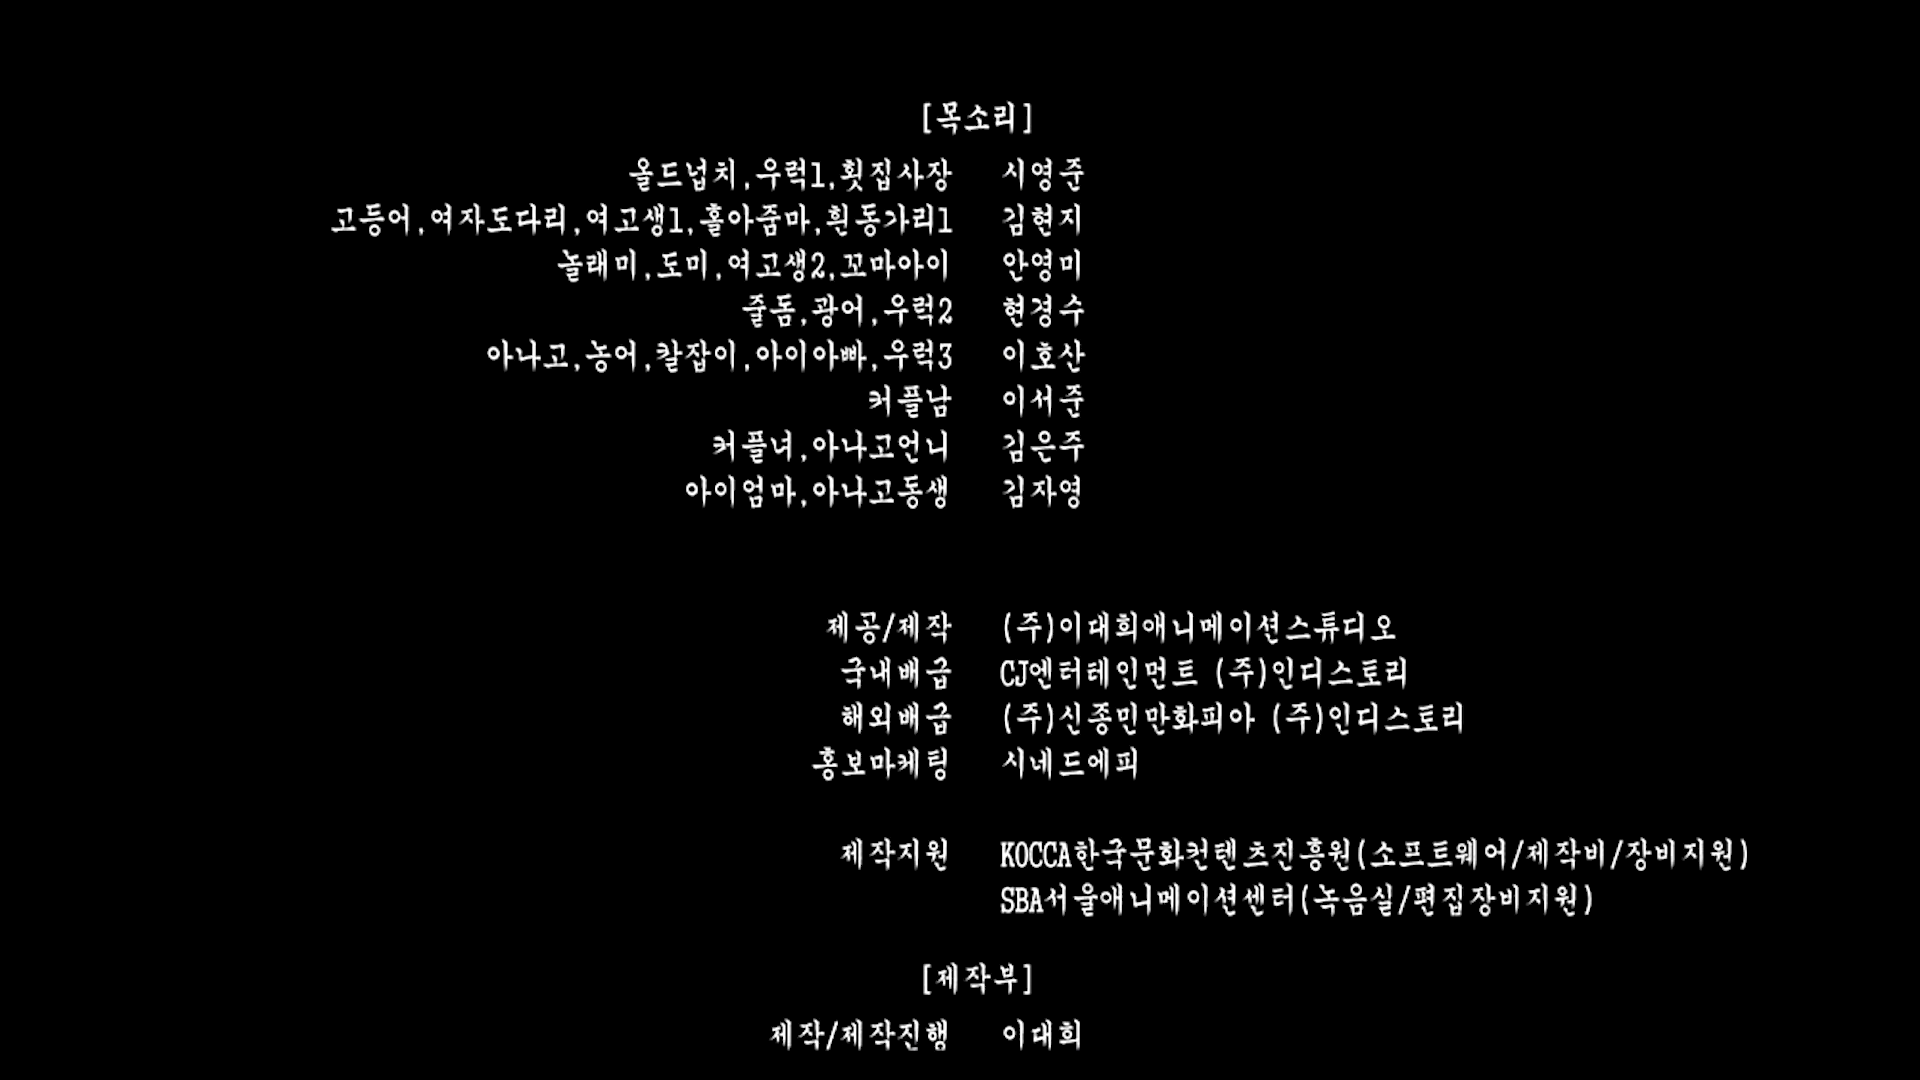 [목소리]
올드넙치,우럭1,횟집사장 시영준
고등어,여자도다리,여고생1,홀아줌마,흰동가리1 김현지
놀래미,도미,여고생2,꼬마아이 안영미
줄돔,광어,우럭2 현경수
아나고,농어,칼잡이,아이아빠,우럭3 이호산
커플남 이서준
커플녀,아나고언니 김은주
아이엄마,아나고동생 김자영
제공/제작 (주)이대희애니메이션스튜디오
국내배급 CJ엔터테인먼트 (주)인디스토리
해외배급 (주)신종민만화피아 (주)인디스토리
홍보마케팅 시네드에피
제작지원 KOCCA한국문화컨텐츠진흥원(소프트웨어/제작비/장비지원)
SBA서울애니메이션센터(녹음실/편집장비지원)
[제작부]
제작/제작진행 이대희